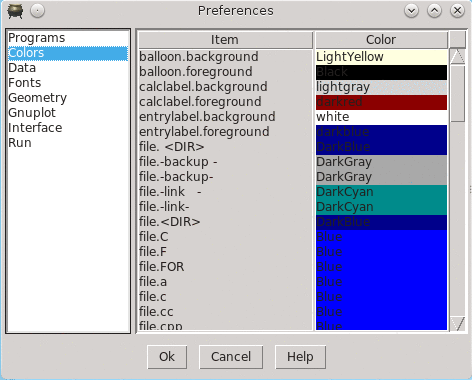 Preferences
Programs
Colors
Data
Fonts
Geometry
Gnuplot
Interface
Run
Item Color
balloon.background LightYellow
balloon.foreground Black
calclabel.background lightgray
calclabel.foreground Darkred
entrylabel.background white
entrylabel.foreground darkblue
file. <DIR> DarkBlue
file.-backup - DarkGray
file.-backup- DarkGray
file.-link - DarkCyan
file.-link- DarkCyan
file.<DIR> DarkBlue
file.C Blue
file.F Blue
file.FOR Blue
file.a Blue
file.c Blue
file.cc Blue
file.cpp Blue
Ok Cancel Help